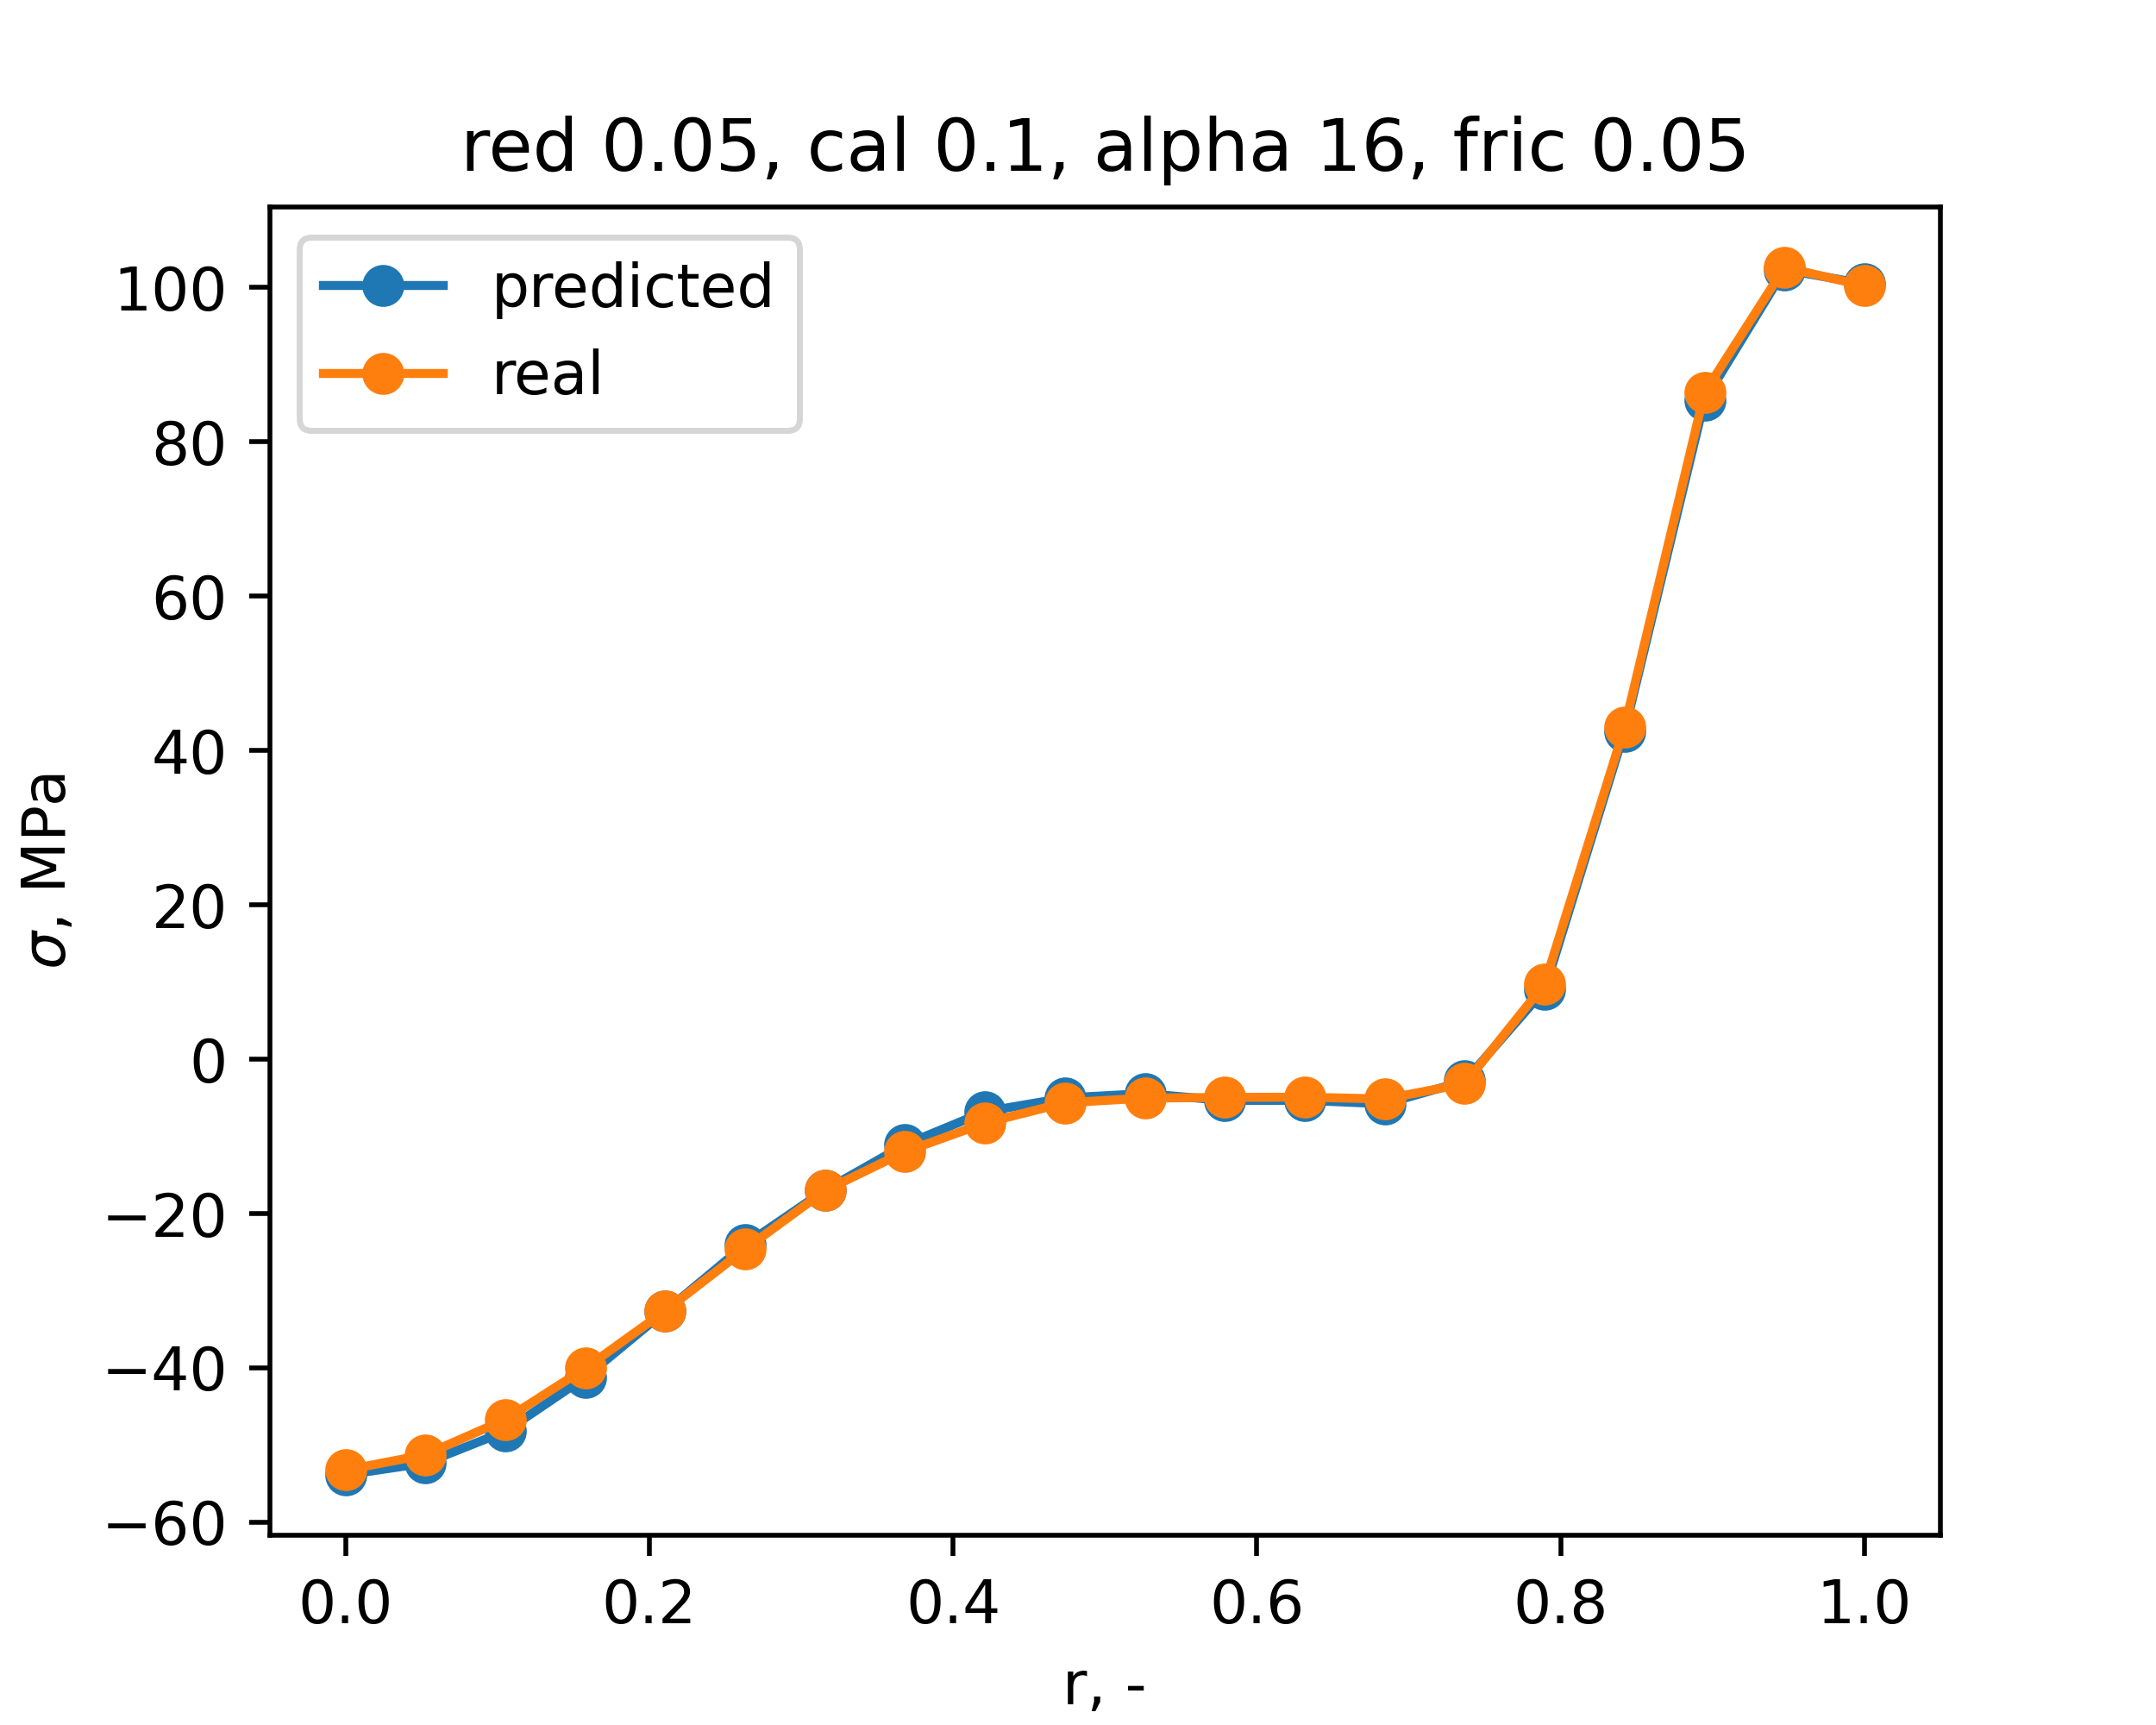 red 0.05, cal 0.1, alpha 16, fric 0.05
predicted
real
100
80
60
40
20
0
−20
−40
−60
σ, MPa
0.0 0.2 0.4 0.6 0.8 1.0
r, -